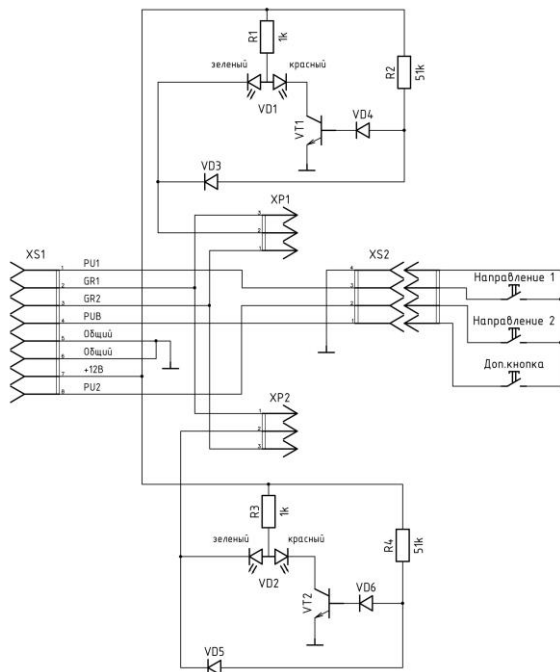 R1
1k
зеленый
красный
VD1
R2
51k
VT1
VD4
VD3
XP1
3
2
1
XS1
1
PU1
2
GR1
3
GR2
4
PUB
5
Общий
6
Общий
7
+12В
8
PU2
XS2
4
3
2
1
Направление 1
Направление 2
Доп.кнопка
XP2
1
2
3
R3
1k
зеленый
красный
VD2
R4
51k
VT2
VD6
VD5